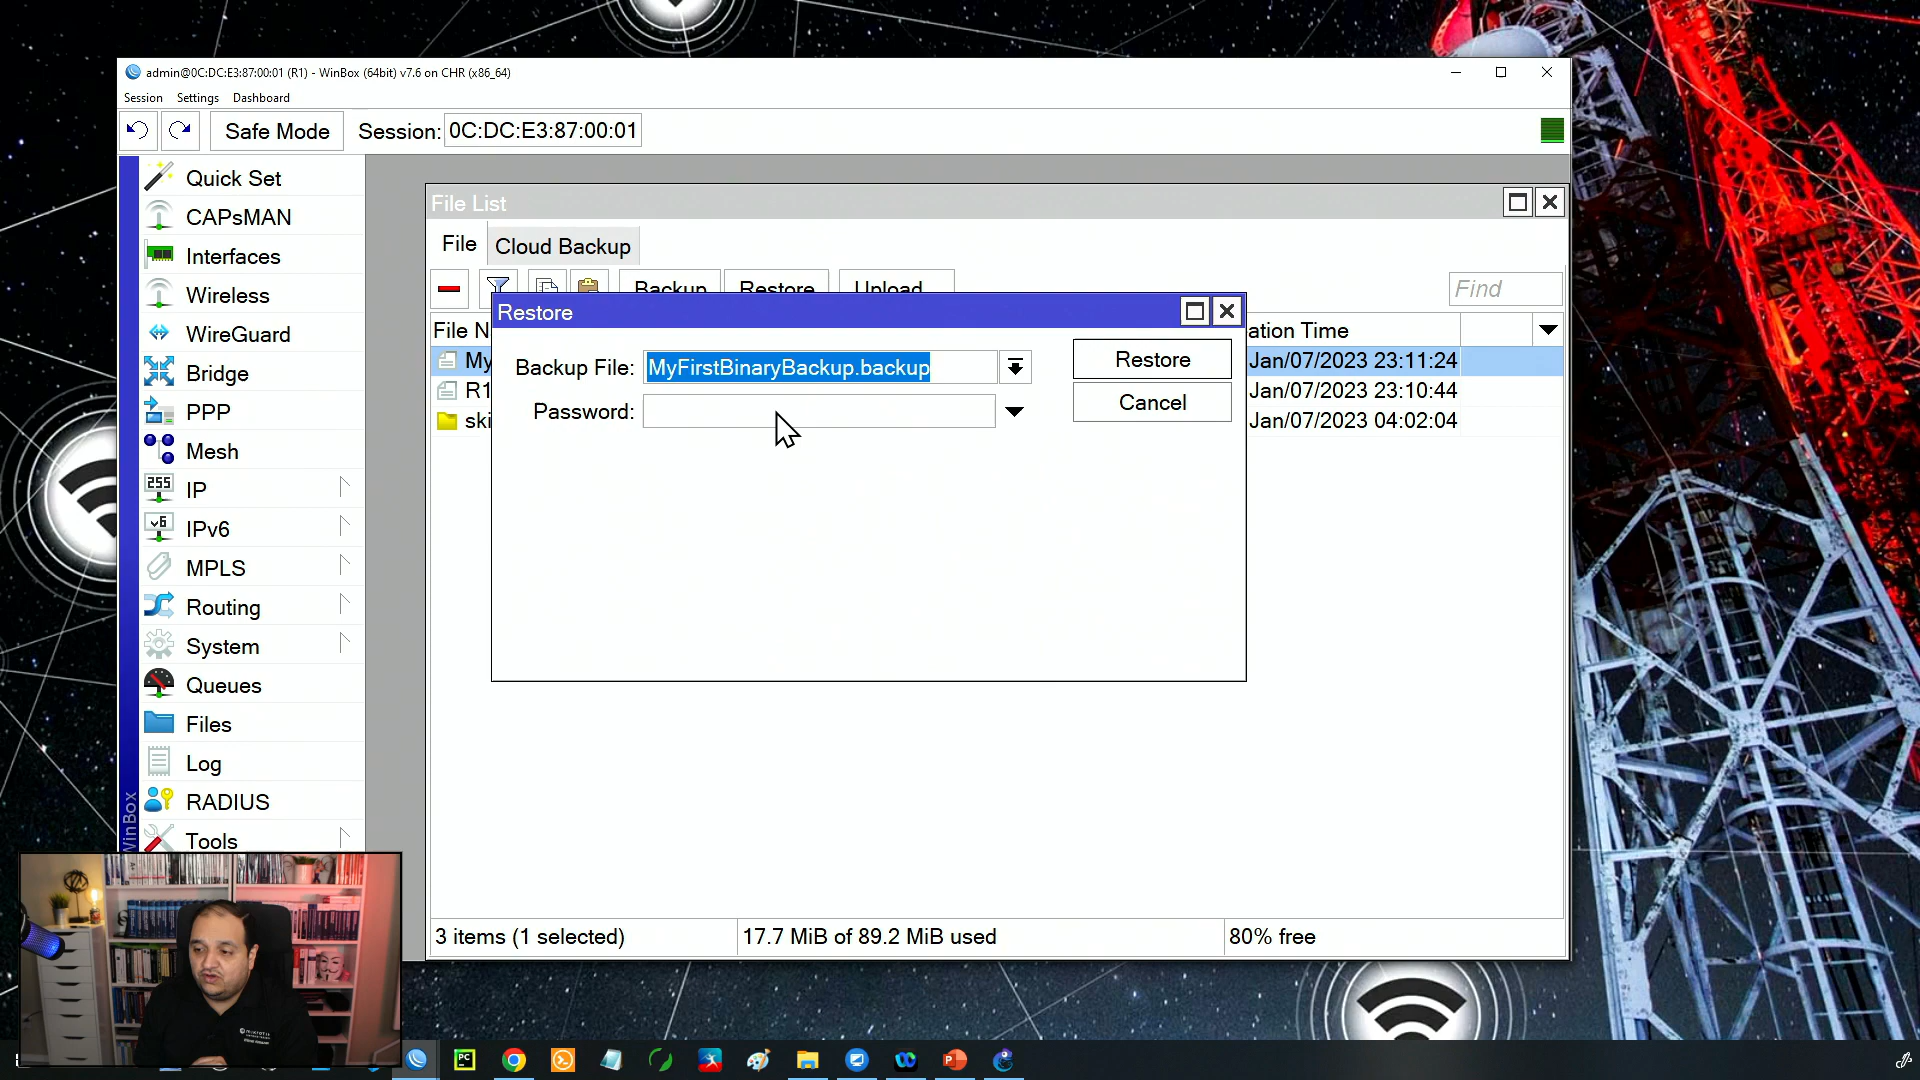 admin@0C:DC:E3:87:00:01 (R1) - WinBox (64bit) v7.6 on CHR (x86_64)
Session Settings Dashboard
Safe Mode Session: 0C:DC:E3:87:00:01
Quick Set
CAPsMAN
Interfaces
Wireless
WireGuard
Bridge
PPP
Mesh
IP
IPv6
MPLS
Routing
System
Queues
Files
Log
RADIUS
Tools
WinBox
File List
File Cloud Backup
Backup Restore Upload Find
File N ation Time
My Jan/07/2023 23:11:24
R1 Jan/07/2023 23:10:44
ski Jan/07/2023 04:02:04
Restore
Backup File: MyFirstBinaryBackup.backup Restore
Password: Cancel
3 items (1 selected) 17.7 MiB of 89.2 MiB used 80% free